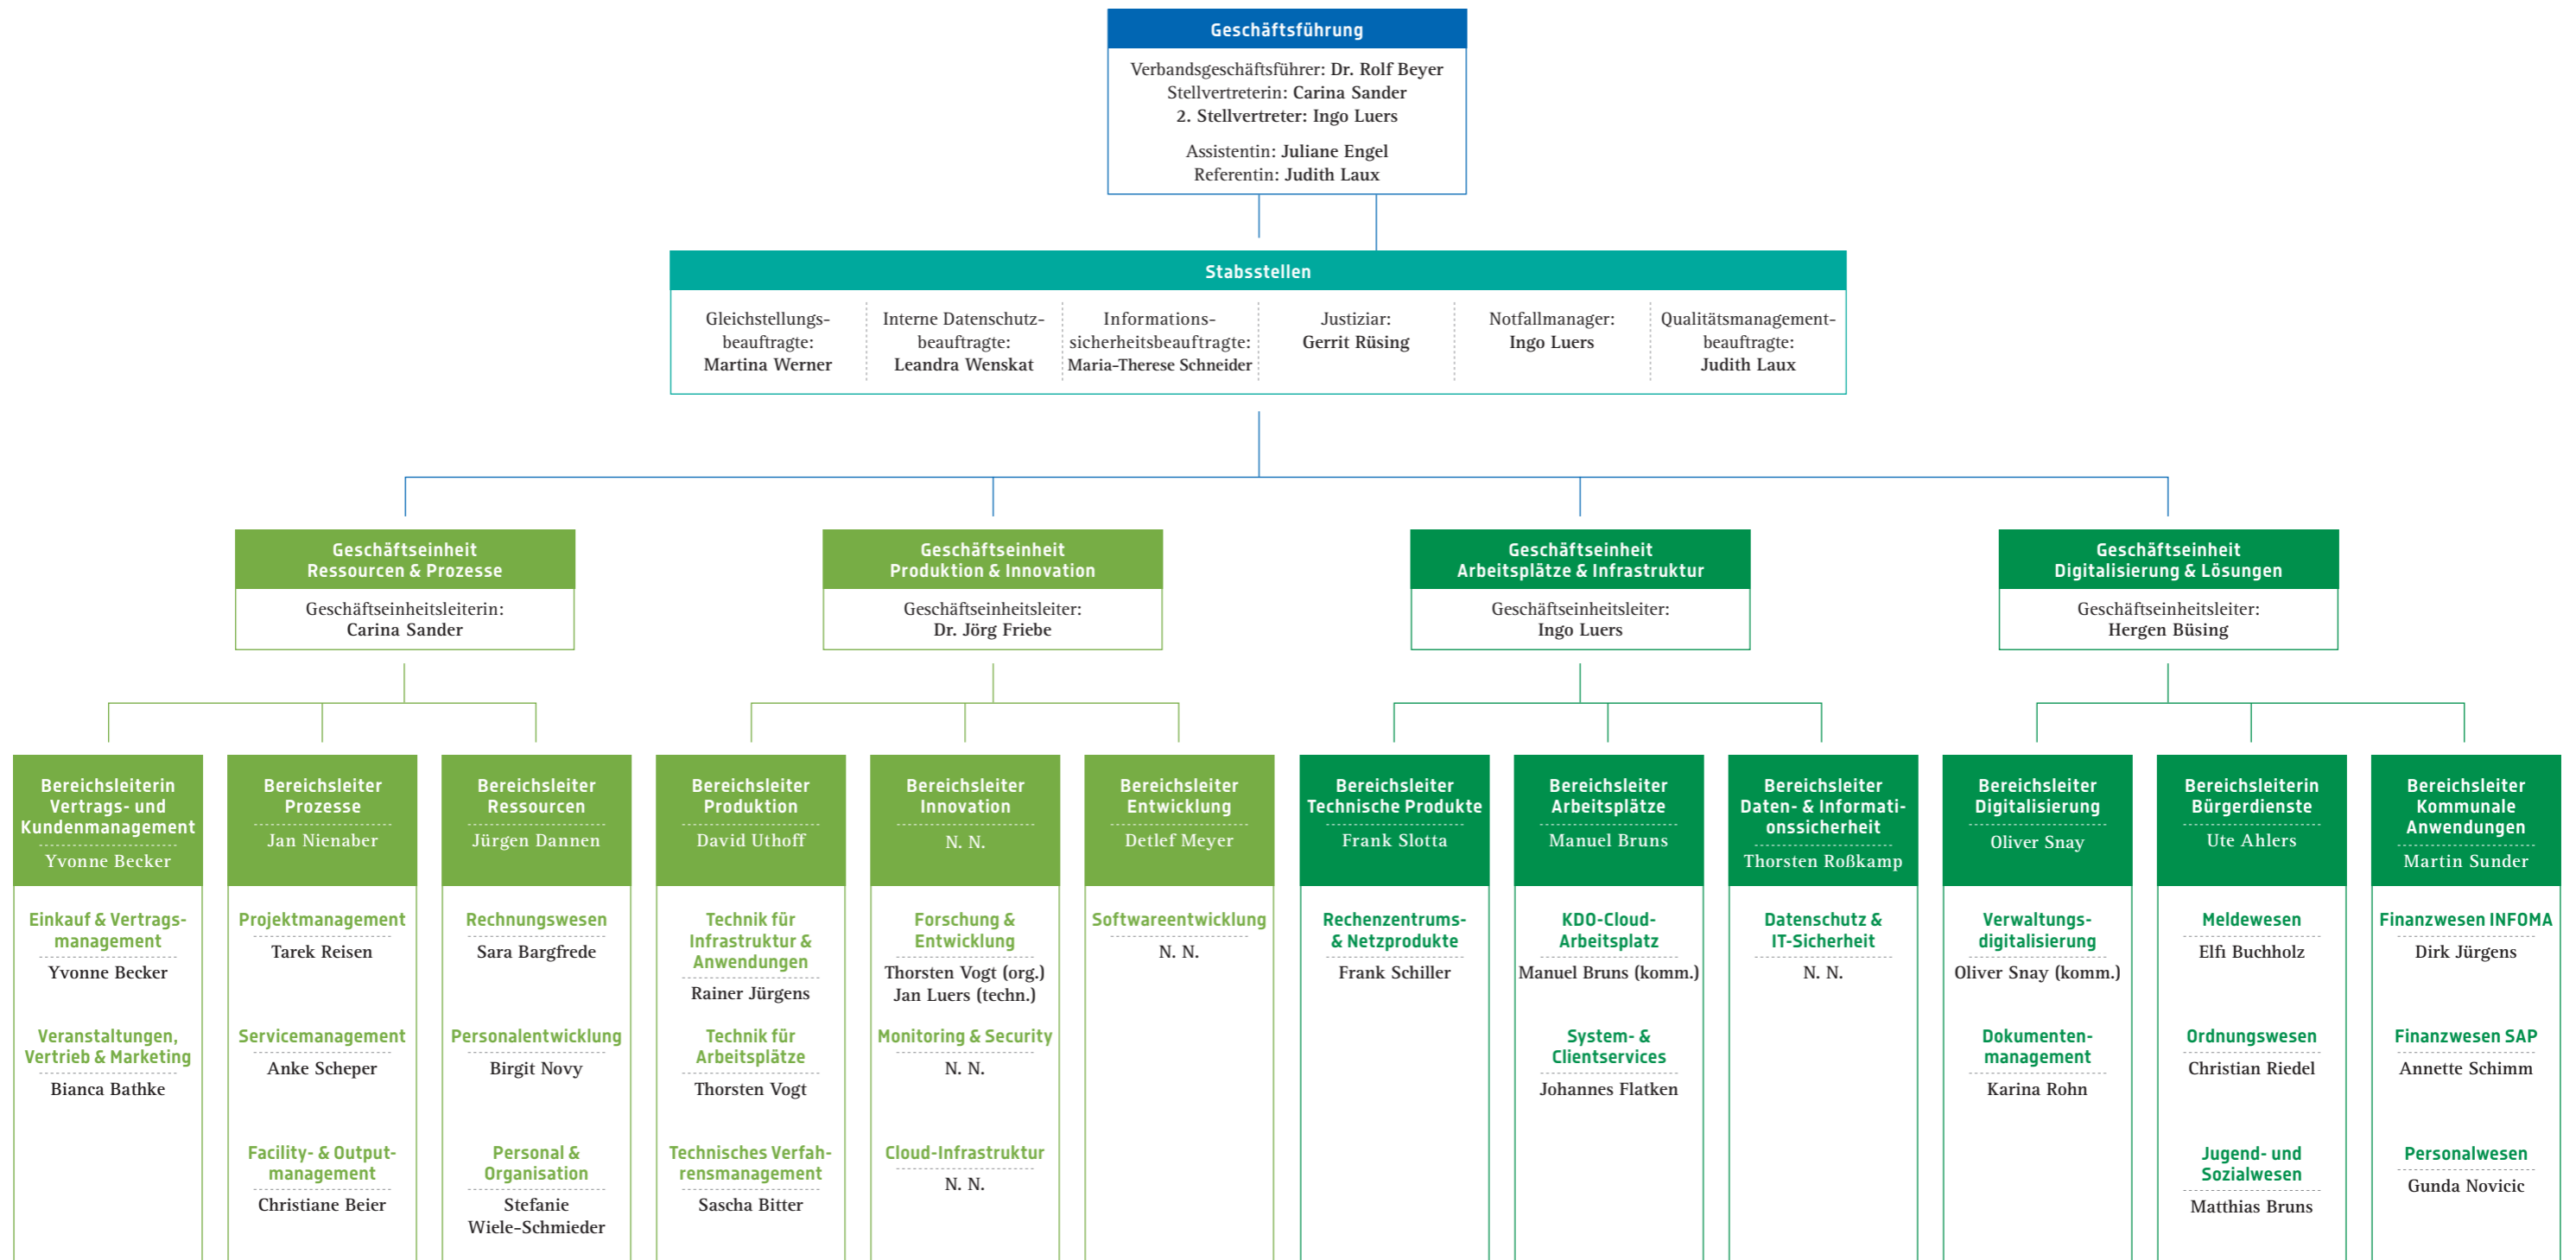 Geschäftsführung
Verbandsgeschäftsführer: Dr. Rolf Beyer
Stellvertreterin: Carina Sander
2. Stellvertreter: Ingo Luers
Assistentin: Juliane Engel
Referentin: Judith Laux
Stabsstellen
Gleichstellungs-
beauftragte:
Martina Werner
Interne Datenschutz-
beauftragte:
Leandra Wenskat
Informations-
sicherheitsbeauftragte:
Maria-Therese Schneider
Justiziar:
Gerrit Rüsing
Notfallmanager:
Ingo Luers
Qualitätsmanagement-
beauftragte:
Judith Laux
Geschäftseinheit
Ressourcen & Prozesse
Geschäftseinheitsleiterin:
Carina Sander
Geschäftseinheit
Produktion & Innovation
Geschäftseinheitsleiter:
Dr. Jörg Friebe
Geschäftseinheit
Arbeitsplätze & Infrastruktur
Geschäftseinheitsleiter:
Ingo Luers
Geschäftseinheit
Digitalisierung & Lösungen
Geschäftseinheitsleiter:
Hergen Büsing
Bereichsleiterin
Vertrags- und
Kundenmanagement
Yvonne Becker
Einkauf & Vertrags-
management
Yvonne Becker
Veranstaltungen,
Vertrieb & Marketing
Bianca Bathke
Bereichsleiter
Prozesse
Jan Nienaber
Projektmanagement
Tarek Reisen
Servicemanagement
Anke Scheper
Facility- & Output-
management
Christiane Beier
Bereichsleiter
Ressourcen
Jürgen Dannen
Rechnungswesen
Sara Bargfrede
Personalentwicklung
Birgit Novy
Personal &
Organisation
Stefanie
Wiele-Schmieder
Bereichsleiter
Produktion
David Uthoff
Technik für
Infrastruktur &
Anwendungen
Rainer Jürgens
Technik für
Arbeitsplätze
Thorsten Vogt
Technisches Verfah-
rensmanagement
Sascha Bitter
Bereichsleiter
Innovation
N. N.
Forschung &
Entwicklung
Thorsten Vogt (org.)
Jan Luers (techn.)
Monitoring & Security
N. N.
Cloud-Infrastruktur
N. N.
Bereichsleiter
Entwicklung
Detlef Meyer
Softwareentwicklung
N. N.
Bereichsleiter
Technische Produkte
Frank Slotta
Rechenzentrums-
& Netzprodukte
Frank Schiller
Bereichsleiter
Arbeitsplätze
Manuel Bruns
KDO-Cloud-
Arbeitsplatz
Manuel Bruns (komm.)
System- &
Clientservices
Johannes Flatken
Bereichsleiter
Daten- & Informati-
onssicherheit
Thorsten Roßkamp
Datenschutz &
IT-Sicherheit
N. N.
Bereichsleiter
Digitalisierung
Oliver Snay
Verwaltungs-
digitalisierung
Oliver Snay (komm.)
Dokumenten-
management
Karina Rohn
Bereichsleiterin
Bürgerdienste
Ute Ahlers
Meldewesen
Elfi Buchholz
Ordnungswesen
Christian Riedel
Jugend- und
Sozialwesen
Matthias Bruns
Bereichsleiter
Kommunale
Anwendungen
Martin Sunder
Finanzwesen INFOMA
Dirk Jürgens
Finanzwesen SAP
Annette Schimm
Personalwesen
Gunda Novicic